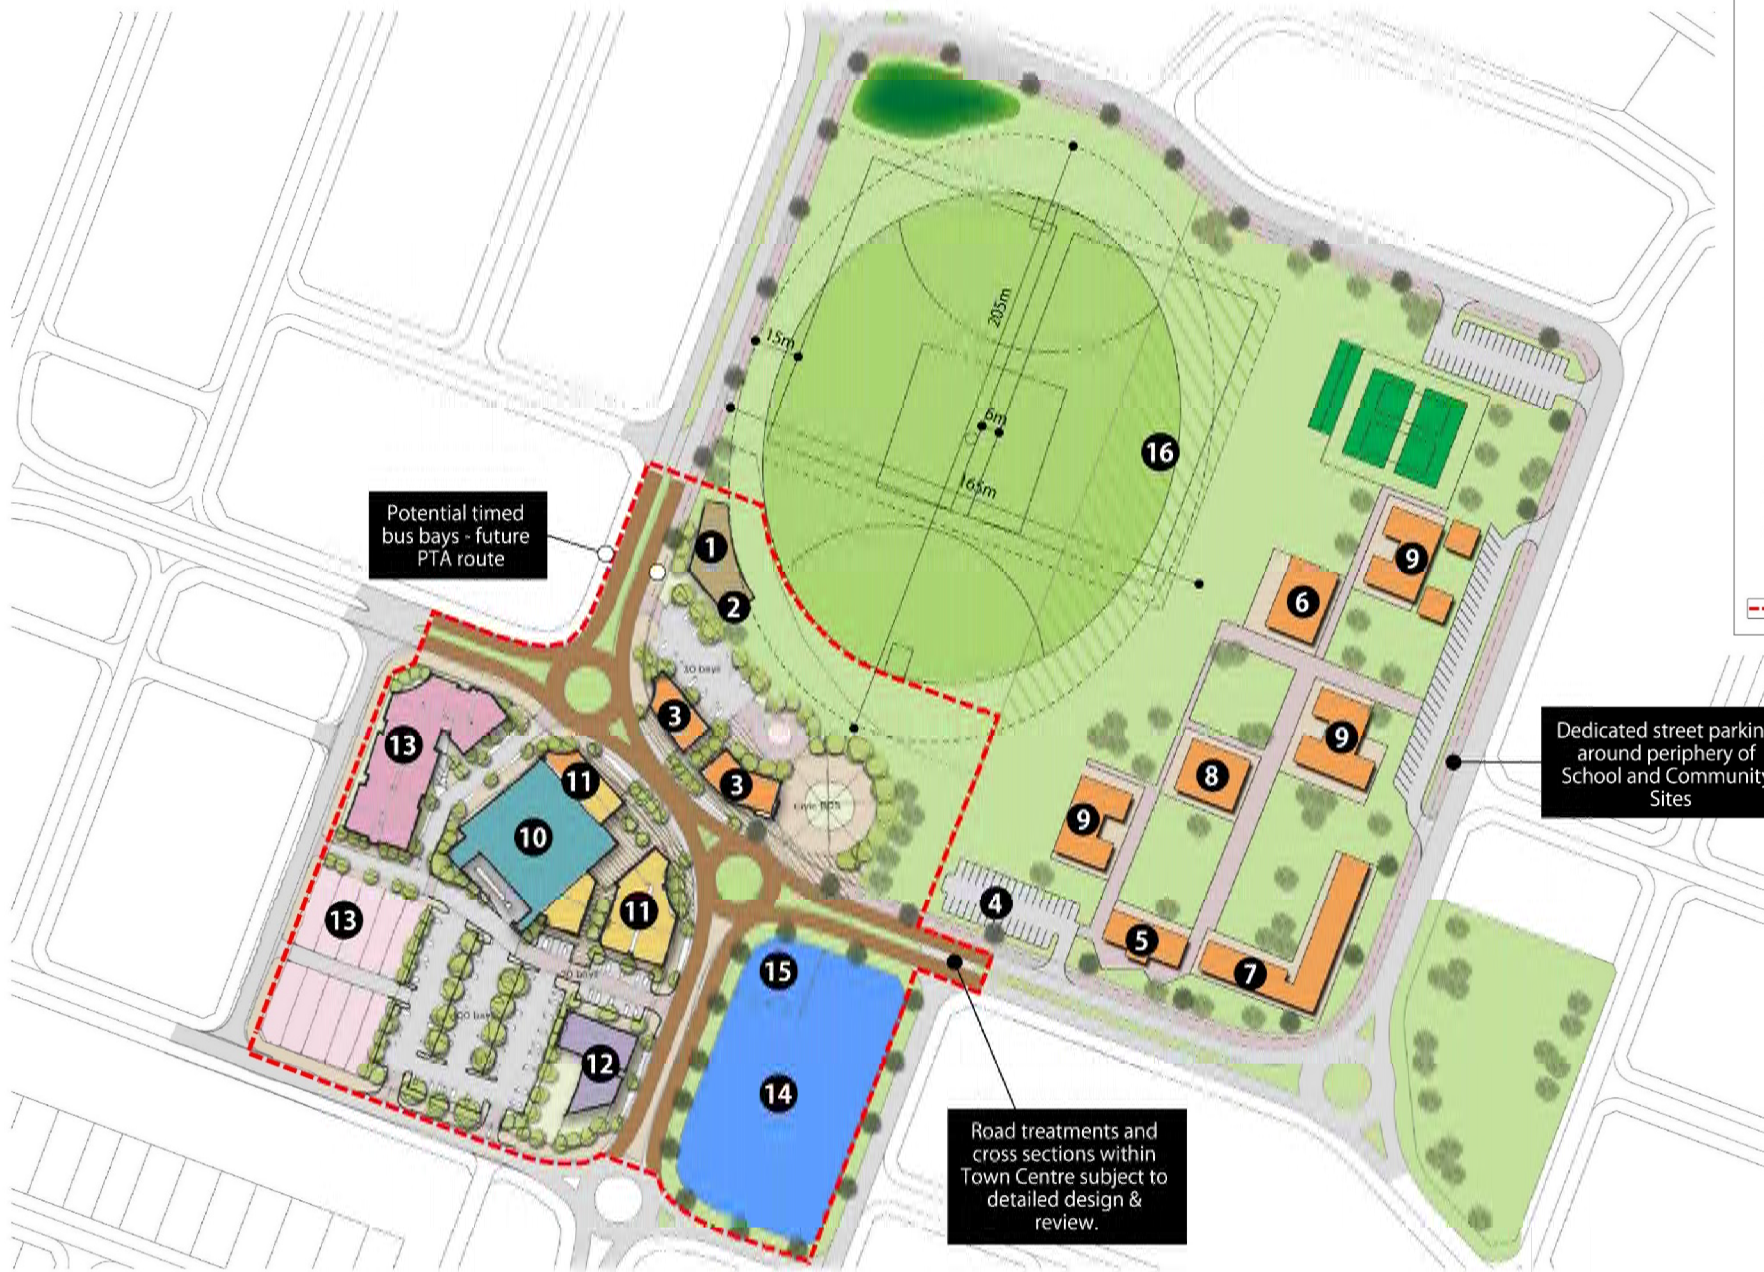 205m
15m
6m
16
165m
Potential timed
bus bays - future
PTA route
1
9
2
6
30 bays
3
13
9
Dedicated street parkin
around periphery of
School and Community
Sites
11
3
8
10
9
4
11
13
5
15
7
12
14
Road treatments and
cross sections within
Town Centre subject to
detailed design &
review.